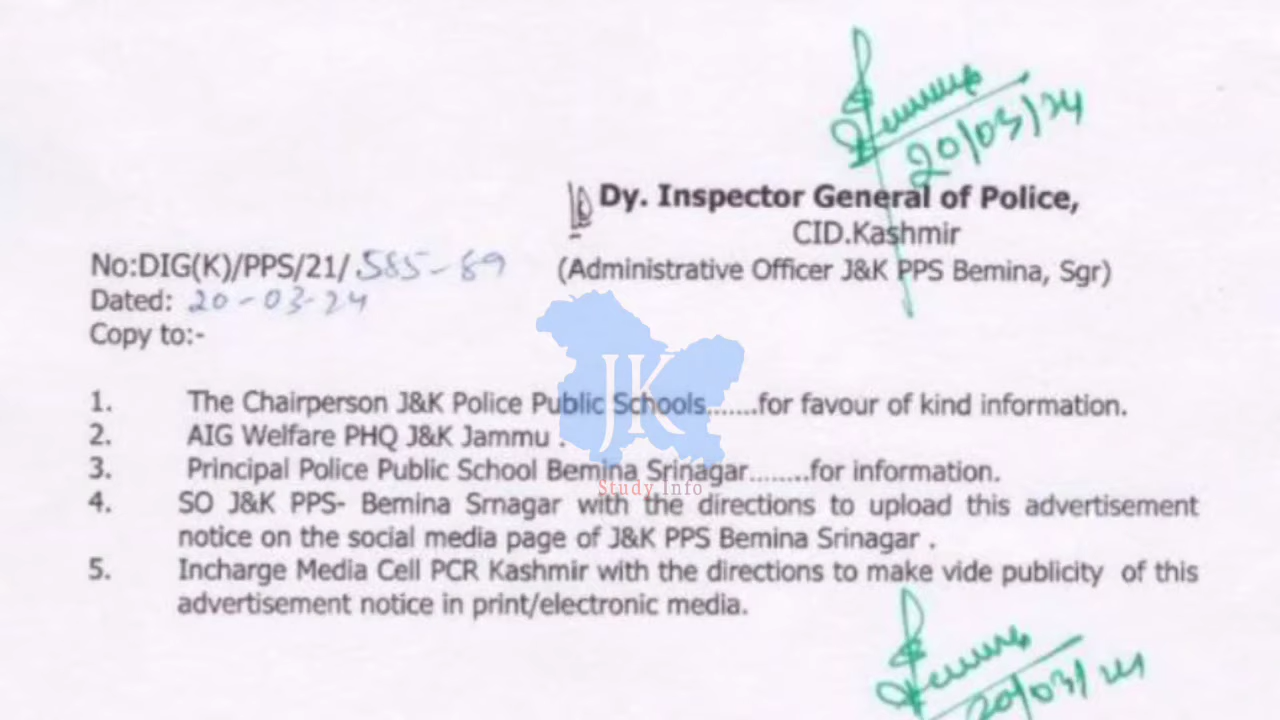 20/03/24
Dy. Inspector General of Police,
CID.Kashmir
No:DIG(K)/PPS/21/.585-89
(Administrative Officer J&K PPS Bemina, Sgr)
Dated: 20-03-24
Copy to:-
1. The Chairperson J&K Police Public Schools.......for favour of kind information.
2. AIG Welfare PHQ J&K Jammu .
3. Principal Police Public School Bemina Srinagar........for information.
4. SO J&K PPS- Bemina Srnagar with the directions to upload this advertisement
notice on the social media page of J&K PPS Bemina Srinagar .
5. Incharge Media Cell PCR Kashmir with the directions to make vide publicity of this
advertisement notice in print/electronic media.
JK
Study Info
20/03/24